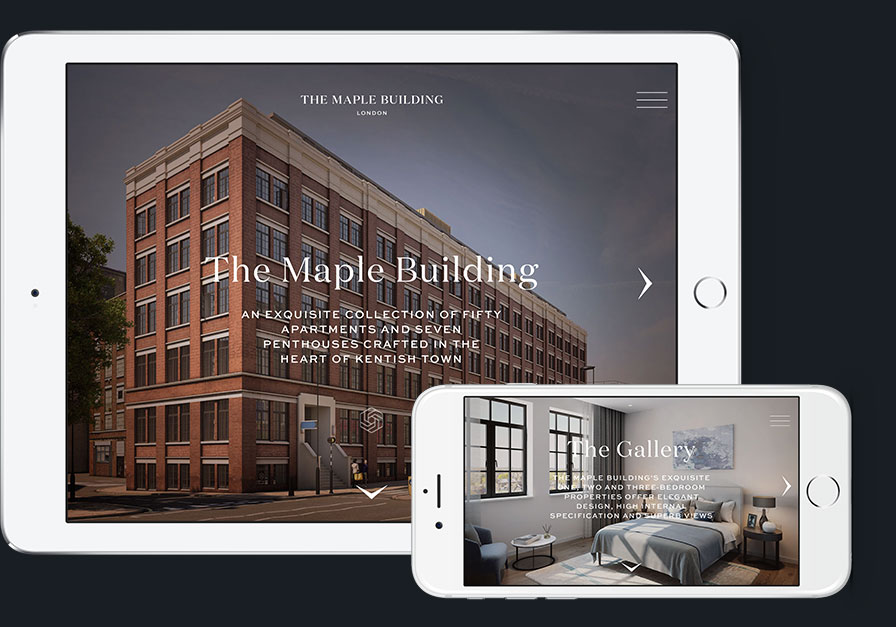 THE MAPLE BUILDING
LONDON
The Maple Building
AN EXQUISITE COLLECTION OF FIFTY
APARTMENTS AND SEVEN
PENTHOUSES CRAFTED IN THE
HEART OF KENTISH TOWN
The Gallery
THE MAPLE BUILDING'S EXQUISITE
ONE, TWO AND THREE-BEDROOM
PROPERTIES OFFER ELEGANT
DESIGN, HIGH INTERNAL
SPECIFICATION AND SUPERB VIEWS